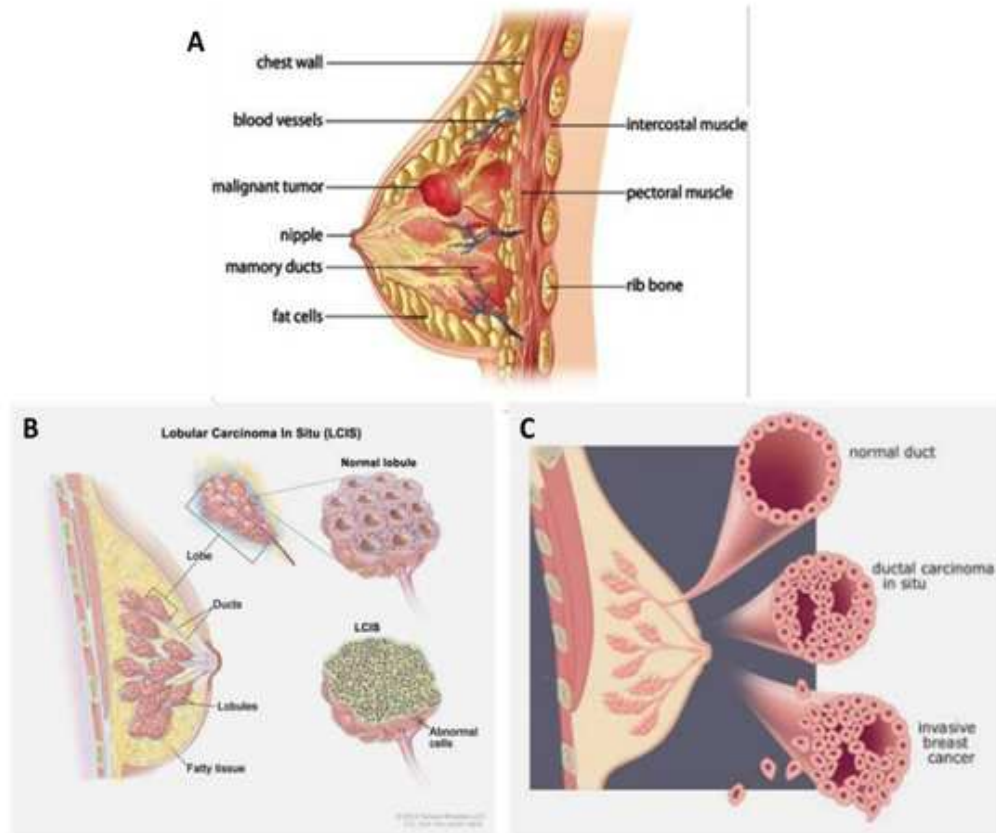 A
chest wall
blood vessels
malignant tumor
nipple
mamory ducts
fat cells
intercostal muscle
pectoral muscle
rib bone
B
Lobular Carcinoma In Situ (LCIS)
Normal lobule
Lobe
Ducts
LCIS
Lobules
Abnormal
cells
Fatty tissue
C
normal duct
ductal carcinoma
in situ
invasive
breast
cancer